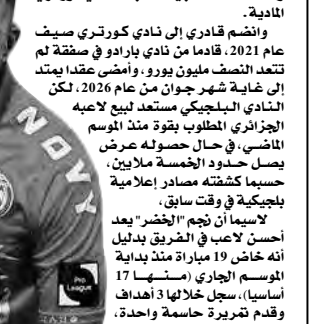 المادية.
وانضم قادري إلى نادي كورتري صيف
عام 2021، قادما من نادي بارادو في صفقة لم
تتعد النصف مليون يورو، وأمضى عقدا يمتد
إلى غاية شهر جوان من عام 2026، لكن
النادي البلجيكي مستعد لبيع لاعبه
الجزائري المطلوب بقوة منذ الموسم
الماضي، في حال حصوله عرض
يصل حدود الخمسة ملايين،
حسبما كشفته مصادر إعلامية
بلجيكية في وقت سابق،
لاسيما أن نجم "الخضر" يعد
أحسن لاعب في الفريق بدليل
أنه خاض 19 مباراة منذ بداية
الموسم الجاري (منها 17
أساسيا)، سجل خلالها 3 أهداف
وقدم تمريرة حاسمة واحدة،
NOVY
Pro
League